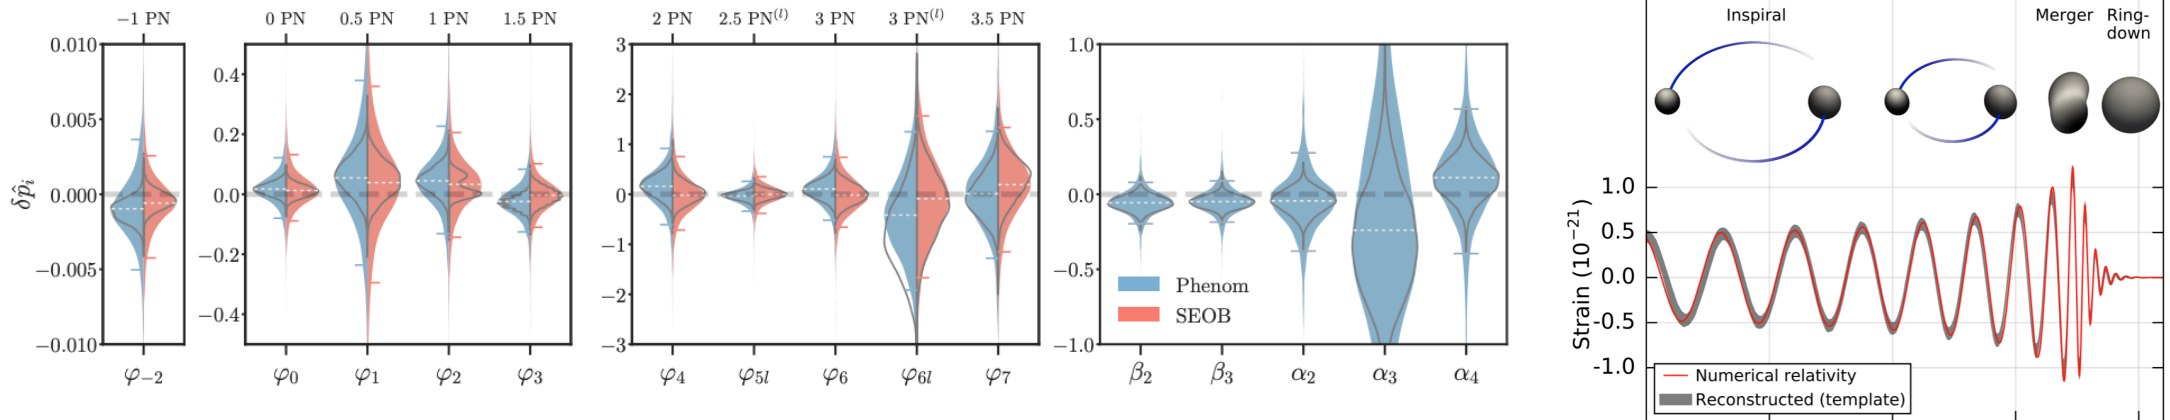 −1 PN
0 PN 0.5 PN 1 PN 1.5 PN
2 PN 2.5 PN⁽ˡ⁾ 3 PN 3 PN⁽ˡ⁾ 3.5 PN
δp̂ᵢ
0.010
0.005
0.000
−0.005
−0.010
φ₋₂
0.4
0.2
0.0
−0.2
−0.4
φ₀ φ₁ φ₂ φ₃
3
2
1
0
−1
−2
−3
φ₄ φ₅ₗ φ₆ φ₆ₗ φ₇
1.0
0.5
0.0
−0.5
−1.0
Phenom
SEOB
β₂ β₃ α₂ α₃ α₄
Inspiral Merger Ring-
down
Strain (10⁻²¹)
1.0
0.5
0.0
-0.5
-1.0
Numerical relativity
Reconstructed (template)